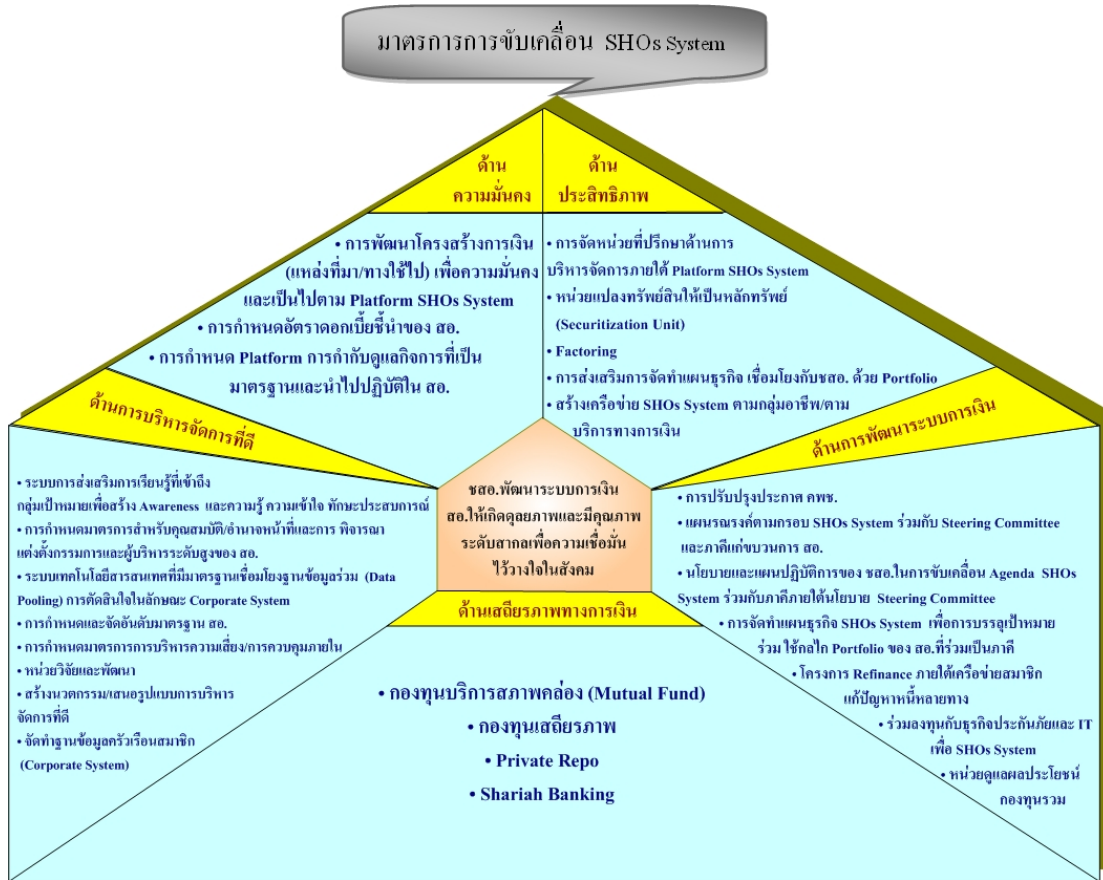 มาตรการการขับเคลื่อน SHOs System
ด้าน
ความมั่นคง
ด้าน
ประสิทธิภาพ
• การพัฒนาโครงสร้างการเงิน
(แหล่งที่มา/ทางใช้ไป) เพื่อความมั่นคง
และเป็นไปตาม Platform SHOs System
• การกำหนดอัตราดอกเบี้ยชี้นำของ สอ.
• การกำหนด Platform การกำกับดูแลกิจการที่เป็น
มาตรฐานและนำไปปฏิบัติใน สอ.
• การจัดหน่วยที่ปรึกษาด้านการ
บริหารจัดการภายใต้ Platform SHOs System
• หน่วยแปลงทรัพย์สินให้เป็นหลักทรัพย์
(Securitization Unit)
• Factoring
• การส่งเสริมการจัดทำแผนธุรกิจ เชื่อมโยงกับชสอ. ด้วย Portfolio
• สร้างเครือข่าย SHOs System ตามกลุ่มอาชีพ/ตาม
บริการทางการเงิน
ด้านการบริหารจัดการที่ดี
• ระบบการส่งเสริมการเรียนรู้ที่เข้าถึง
กลุ่มเป้าหมายเพื่อสร้าง Awareness และความรู้ ความเข้าใจ ทักษะประสบการณ์
• การกำหนดมาตรการสำหรับคุณสมบัติ/อำนาจหน้าที่และการ พิจารณา
แต่งตั้งกรรมการและผู้บริหารระดับสูงของ สอ.
• ระบบเทคโนโลยีสารสนเทศที่มีมาตรฐานเชื่อมโยงฐานข้อมูลร่วม (Data
Pooling) การตัดสินใจในลักษณะ Corporate System
• การกำหนดและจัดอันดับมาตรฐาน สอ.
• การกำหนดมาตรการการบริหารความเสี่ยง/การควบคุมภายใน
• หน่วยวิจัยและพัฒนา
• สร้างนวตกรรม/เสนอรูปแบบการบริหาร
จัดการที่ดี
• จัดทำฐานข้อมูลครัวเรือนสมาชิก
(Corporate System)
ชสอ.พัฒนาระบบการเงิน
สอ.ให้เกิดดุลยภาพและมีคุณภาพ
ระดับสากลเพื่อความเชื่อมั่น
ไว้วางใจในสังคม
ด้านการพัฒนาระบบการเงิน
• การปรับปรุงประกาศ คพช.
• แผนรณรงค์ตามกรอบ SHOs System ร่วมกับ Steering Committee
และภาคีแก่ขบวนการ สอ.
• นโยบายและแผนปฏิบัติการของ ชสอ.ในการขับเคลื่อน Agenda SHOs
System ร่วมกับภาคีภายใต้นโยบาย Steering Committee
• การจัดทำแผนธุรกิจ SHOs System เพื่อการบรรลุเป้าหมาย
ร่วม ใช้กลไก Portfolio ของ สอ.ที่ร่วมเป็นภาคี
• โครงการ Refinance ภายใต้เครือข่ายสมาชิก
แก้ปัญหาหนี้หลายทาง
• ร่วมลงทุนกับธุรกิจประกันภัยและ IT
เพื่อ SHOs System
• หน่วยดูแลผลประโยชน์
กองทุนรวม
ด้านเสถียรภาพทางการเงิน
• กองทุนบริการสภาพคล่อง (Mutual Fund)
• กองทุนเสถียรภาพ
• Private Repo
• Shariah Banking